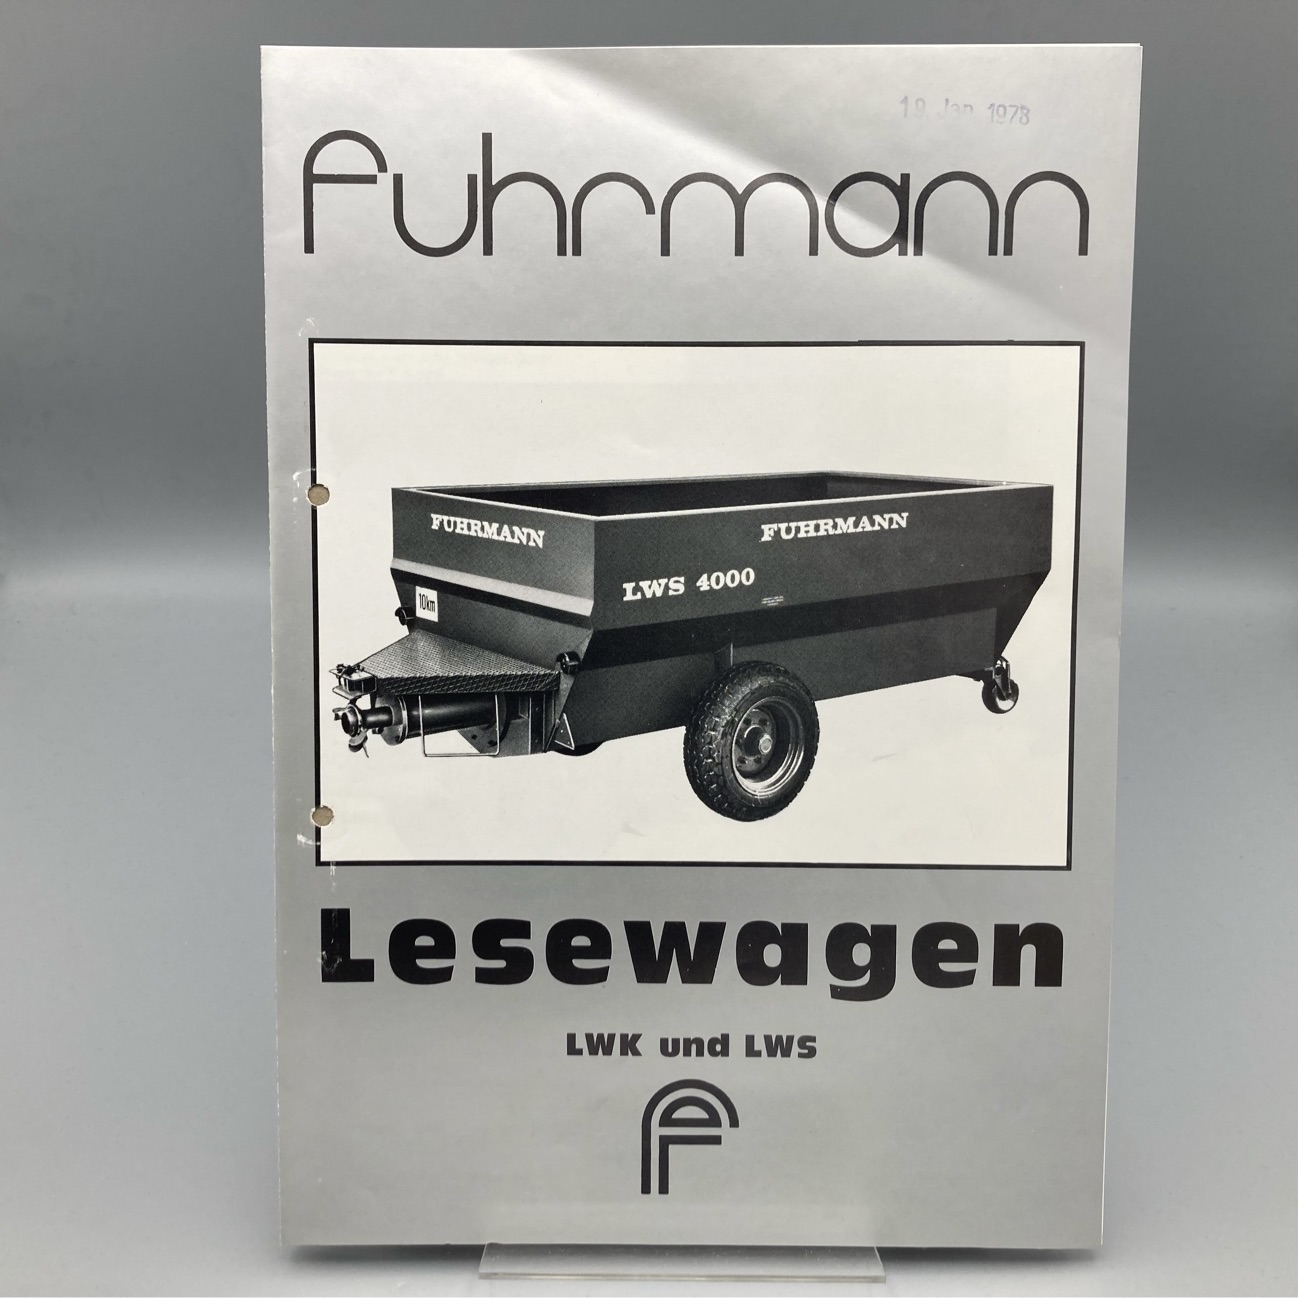 19. Jan. 1978
fuhrmann
FUHRMANN
FUHRMANN
LWS 4000
10km
Lesewagen
LWK und LWS